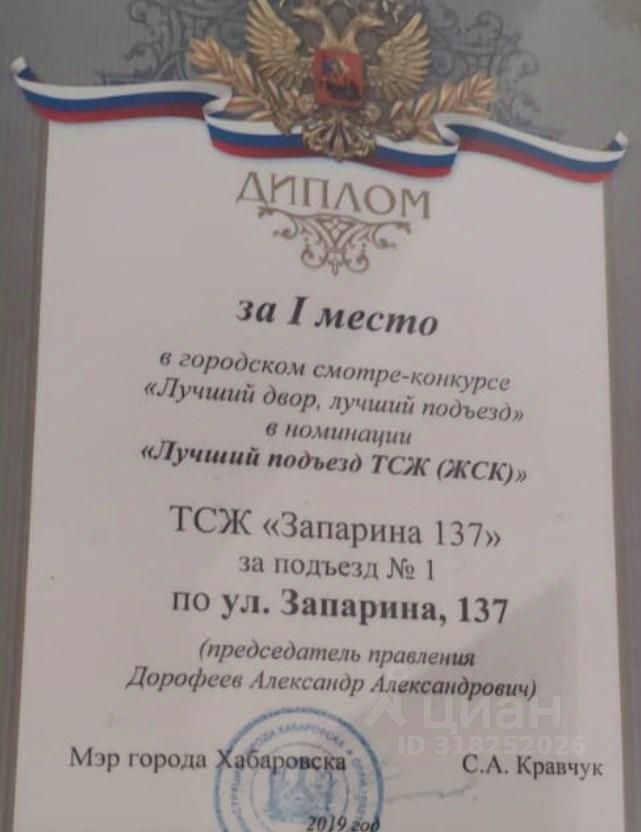 ДИПЛОМ
за I место
в городском смотре-конкурсе
«Лучший двор, лучший подъезд»
в номинации
«Лучший подъезд ТСЖ (ЖСК)»
ТСЖ «Запарина 137»
за подъезд № 1
по ул. Запарина, 137
(председатель правления
Дорофеев Александр Александрович)
циан
ID 318252026
Мэр города Хабаровска
С.А. Кравчук
ГОРОДА ХАБАРОВСКА
2019 год